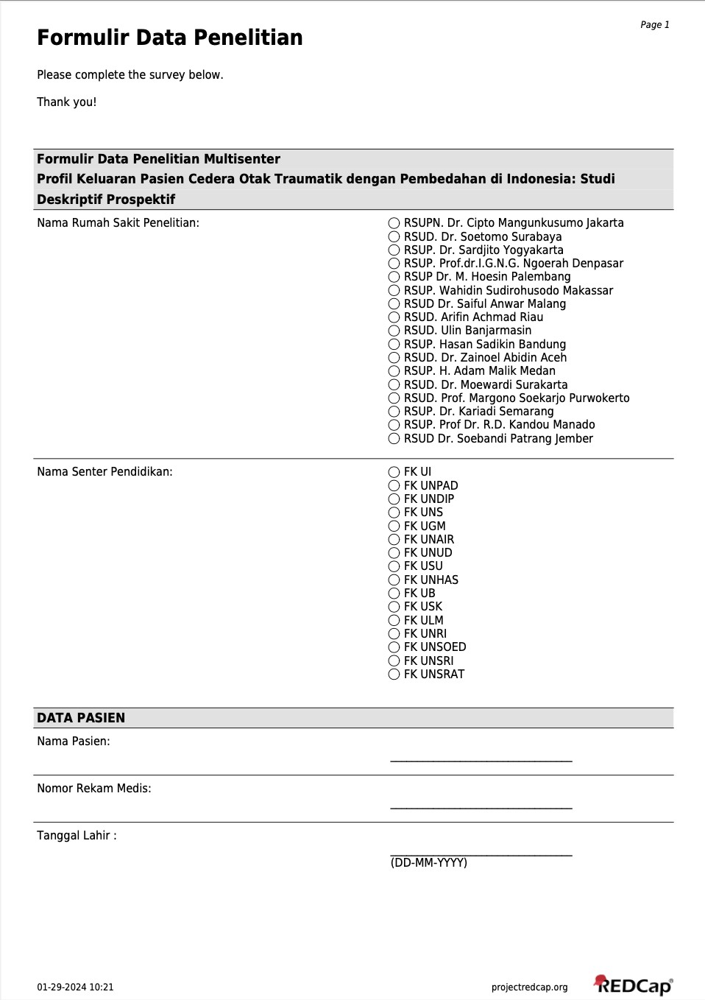 Page 1
Formulir Data Penelitian
Please complete the survey below.
Thank you!
Formulir Data Penelitian Multisenter
Profil Keluaran Pasien Cedera Otak Traumatik dengan Pembedahan di Indonesia: Studi
Deskriptif Prospektif
Nama Rumah Sakit Penelitian:
RSUPN. Dr. Cipto Mangunkusumo Jakarta
RSUD. Dr. Soetomo Surabaya
RSUP. Dr. Sardjito Yogyakarta
RSUP. Prof.dr.I.G.N.G. Ngoerah Denpasar
RSUP Dr. M. Hoesin Palembang
RSUP. Wahidin Sudirohusodo Makassar
RSUD Dr. Saiful Anwar Malang
RSUD. Arifin Achmad Riau
RSUD. Ulin Banjarmasin
RSUP. Hasan Sadikin Bandung
RSUD. Dr. Zainoel Abidin Aceh
RSUP. H. Adam Malik Medan
RSUD. Dr. Moewardi Surakarta
RSUD. Prof. Margono Soekarjo Purwokerto
RSUP. Dr. Kariadi Semarang
RSUP. Prof Dr. R.D. Kandou Manado
RSUD Dr. Soebandi Patrang Jember
Nama Senter Pendidikan:
FK UI
FK UNPAD
FK UNDIP
FK UNS
FK UGM
FK UNAIR
FK UNUD
FK USU
FK UNHAS
FK UB
FK USK
FK ULM
FK UNRI
FK UNSOED
FK UNSRI
FK UNSRAT
DATA PASIEN
Nama Pasien:
Nomor Rekam Medis:
Tanggal Lahir :
(DD-MM-YYYY)
01-29-2024 10:21
projectredcap.org
REDCap®